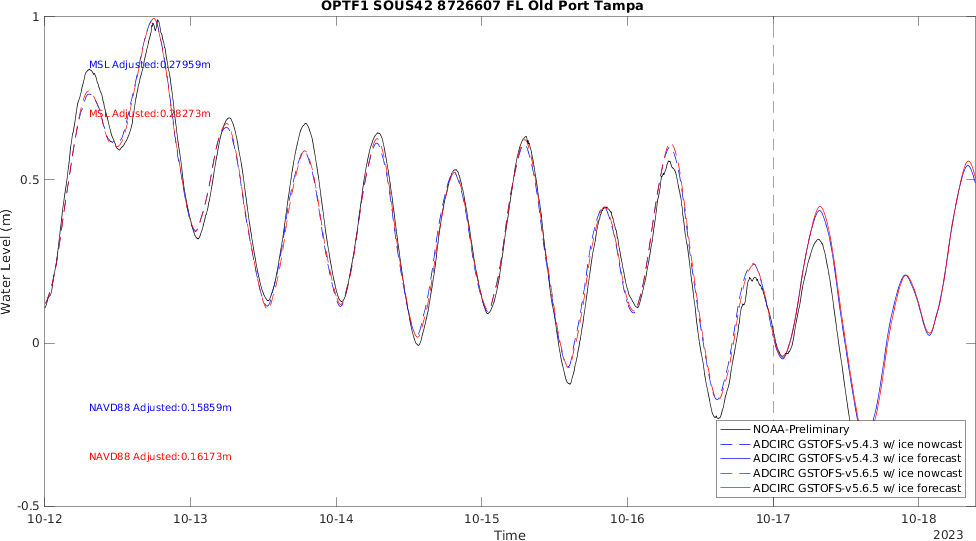 OPTF1 SOUS42 8726607 FL Old Port Tampa
1
MSL Adjusted:0.27959m
MSL Adjusted:0.28273m
0.5
Water Level (m)
0
NAVD88 Adjusted:0.15859m
NAVD88 Adjusted:0.16173m
NOAA-Preliminary
ADCIRC GSTOFS-v5.4.3 w/ ice nowcast
ADCIRC GSTOFS-v5.4.3 w/ ice forecast
ADCIRC GSTOFS-v5.6.5 w/ ice nowcast
ADCIRC GSTOFS-v5.6.5 w/ ice forecast
-0.5
10-12 10-13 10-14 10-15 10-16 10-17 10-18
Time
2023